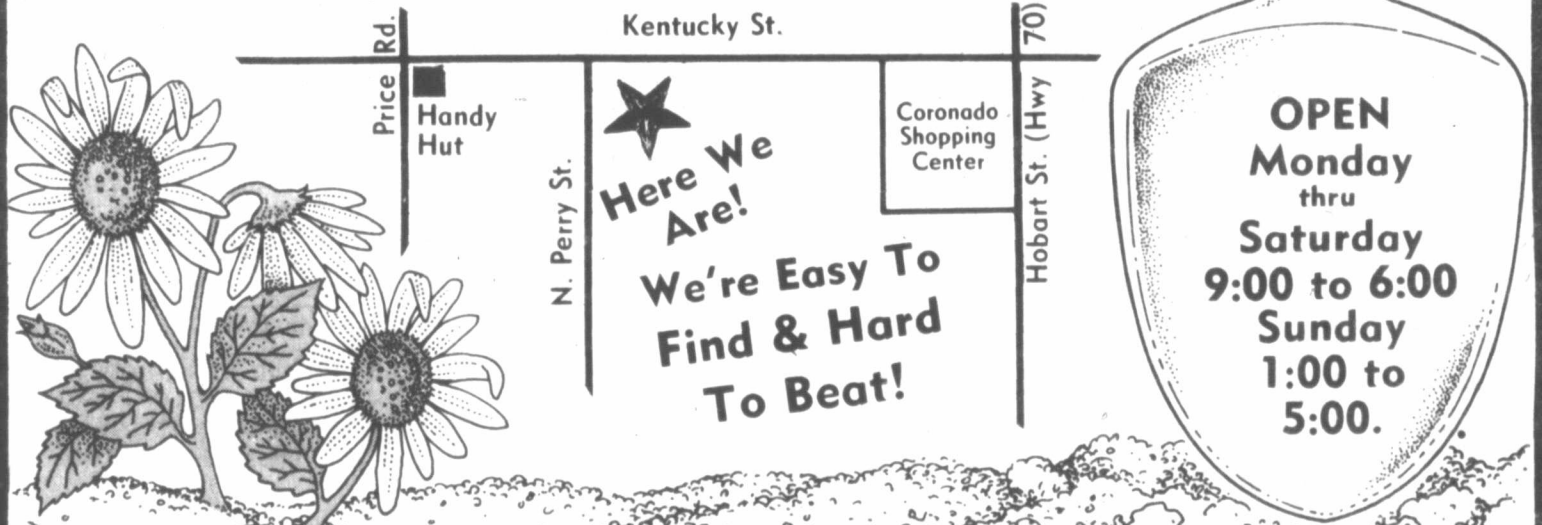 Kentucky St.
Price Rd.
Handy
Hut
N. Perry St.
Here We
Are!
We're Easy To
Find & Hard
To Beat!
Coronado
Shopping
Center
Hobart St. (Hwy 70)
OPEN
Monday
thru
Saturday
9:00 to 6:00
Sunday
1:00 to
5:00.